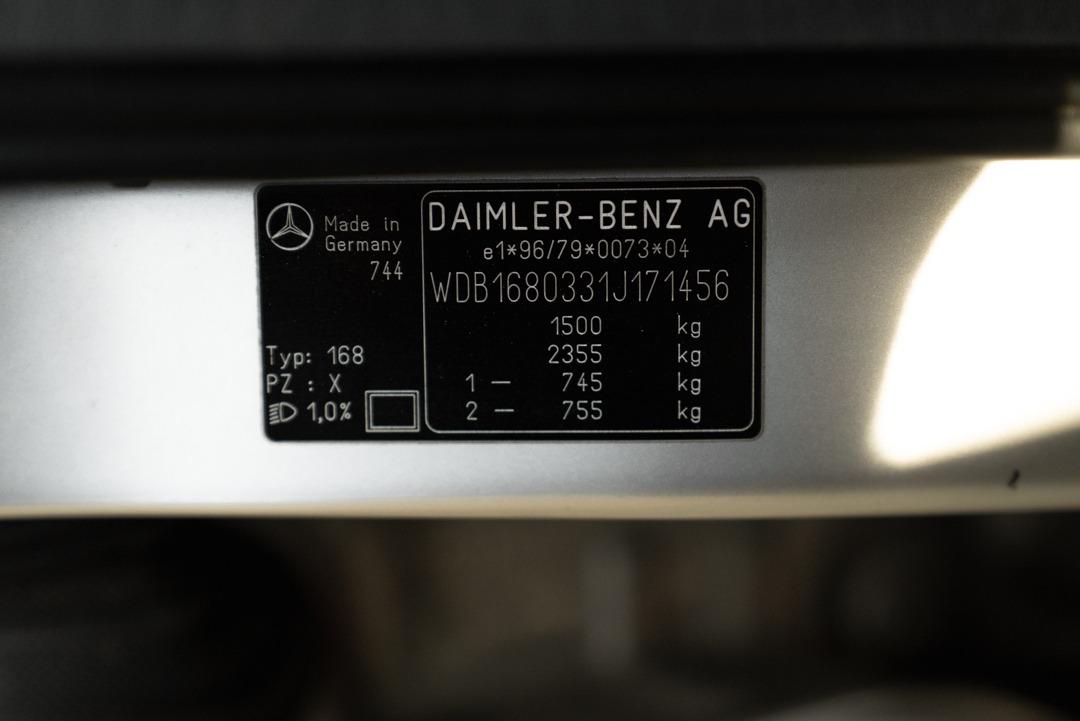 Made in
Germany
744
Typ: 168
PZ : X
1,0%
DAIMLER-BENZ AG
e1*96/79*0073*04
WDB1680331J171456
1500 kg
2355 kg
1 — 745 kg
2 — 755 kg